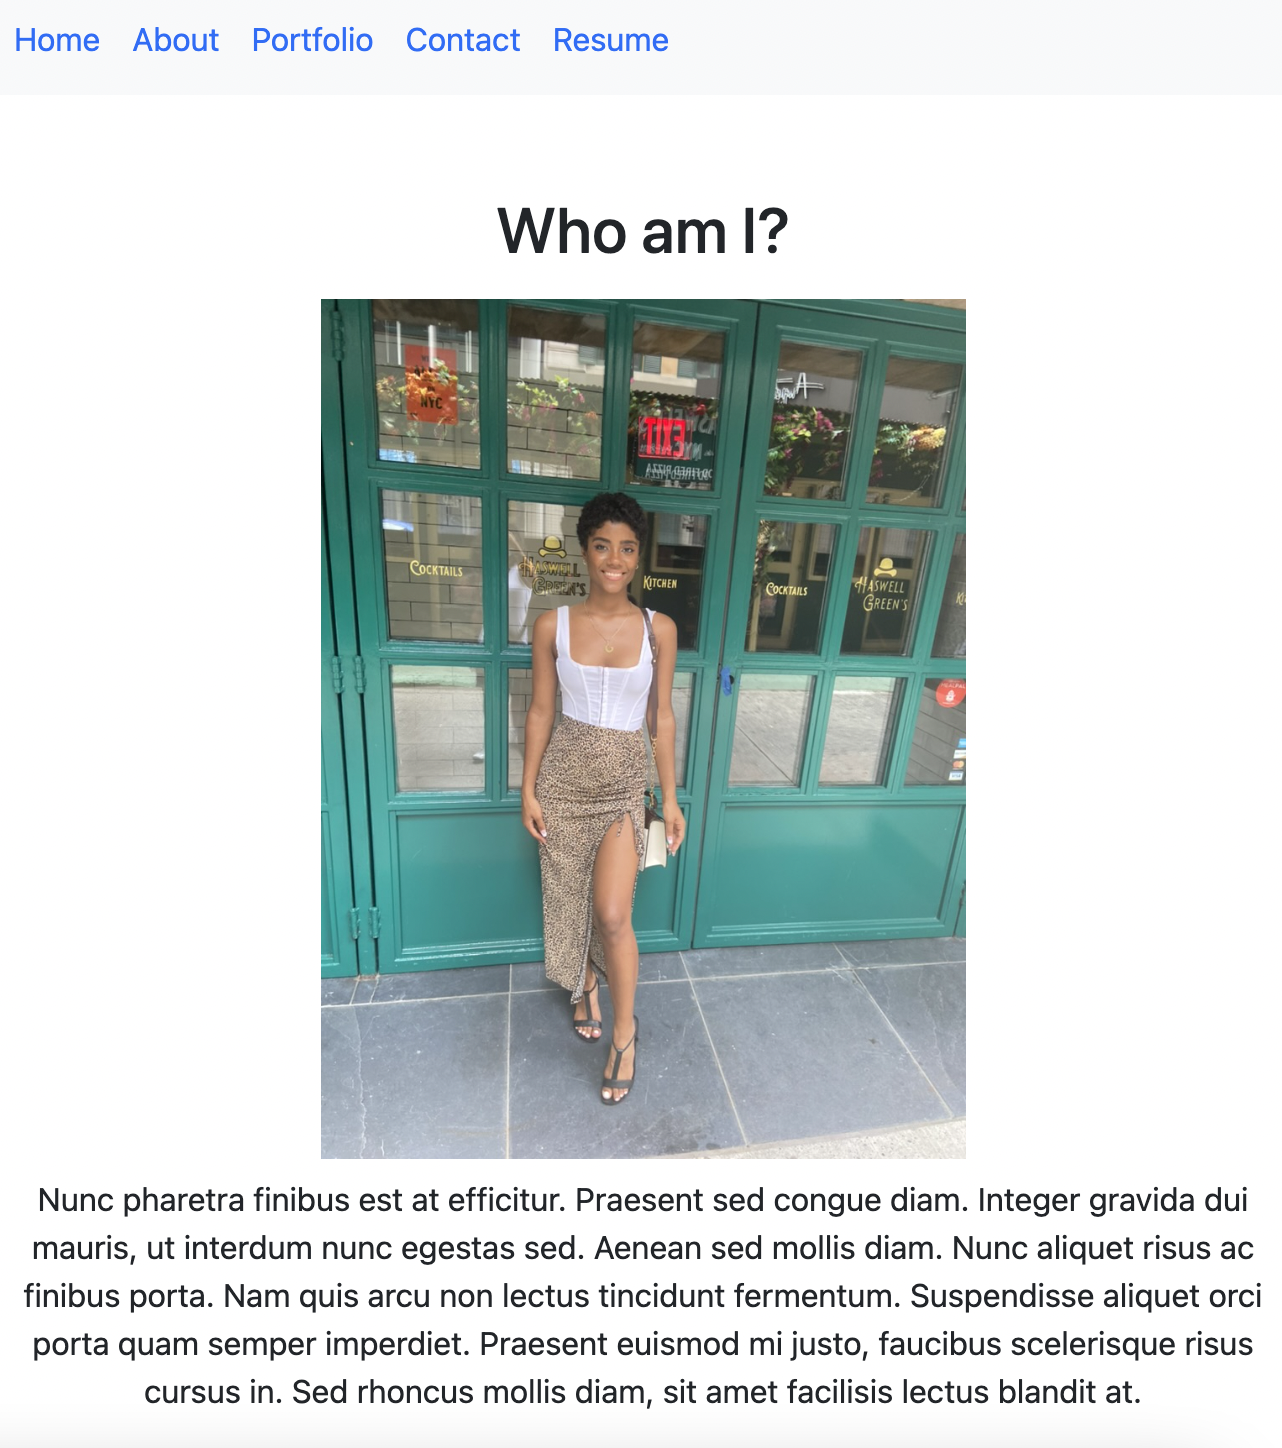 Home About Portfolio Contact Resume
Who am I?
NYC
EXIT
COCKTAILS
HASWELL
GREEN'S
KITCHEN
COCKTAILS
HASWELL
GREEN'S
Nunc pharetra finibus est at efficitur. Praesent sed congue diam. Integer gravida dui
mauris, ut interdum nunc egestas sed. Aenean sed mollis diam. Nunc aliquet risus ac
finibus porta. Nam quis arcu non lectus tincidunt fermentum. Suspendisse aliquet orci
porta quam semper imperdiet. Praesent euismod mi justo, faucibus scelerisque risus
cursus in. Sed rhoncus mollis diam, sit amet facilisis lectus blandit at.